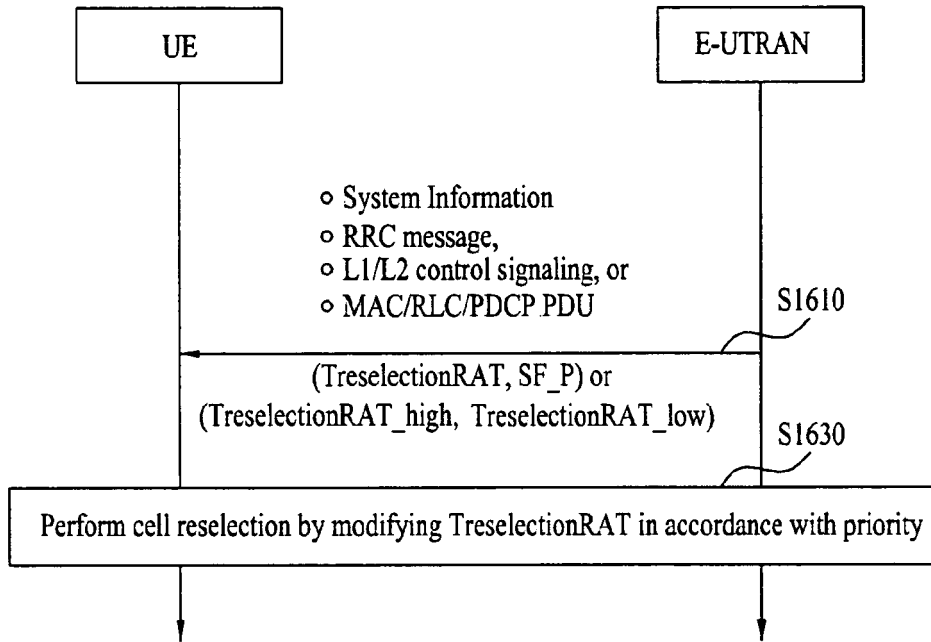 UE
E-UTRAN
○ System Information
○ RRC message,
○ L1/L2 control signaling, or
○ MAC/RLC/PDCP PDU
S1610
(TreselectionRAT, SF_P) or
(TreselectionRAT_high, TreselectionRAT_low)
S1630
Perform cell reselection by modifying TreselectionRAT in accordance with priority